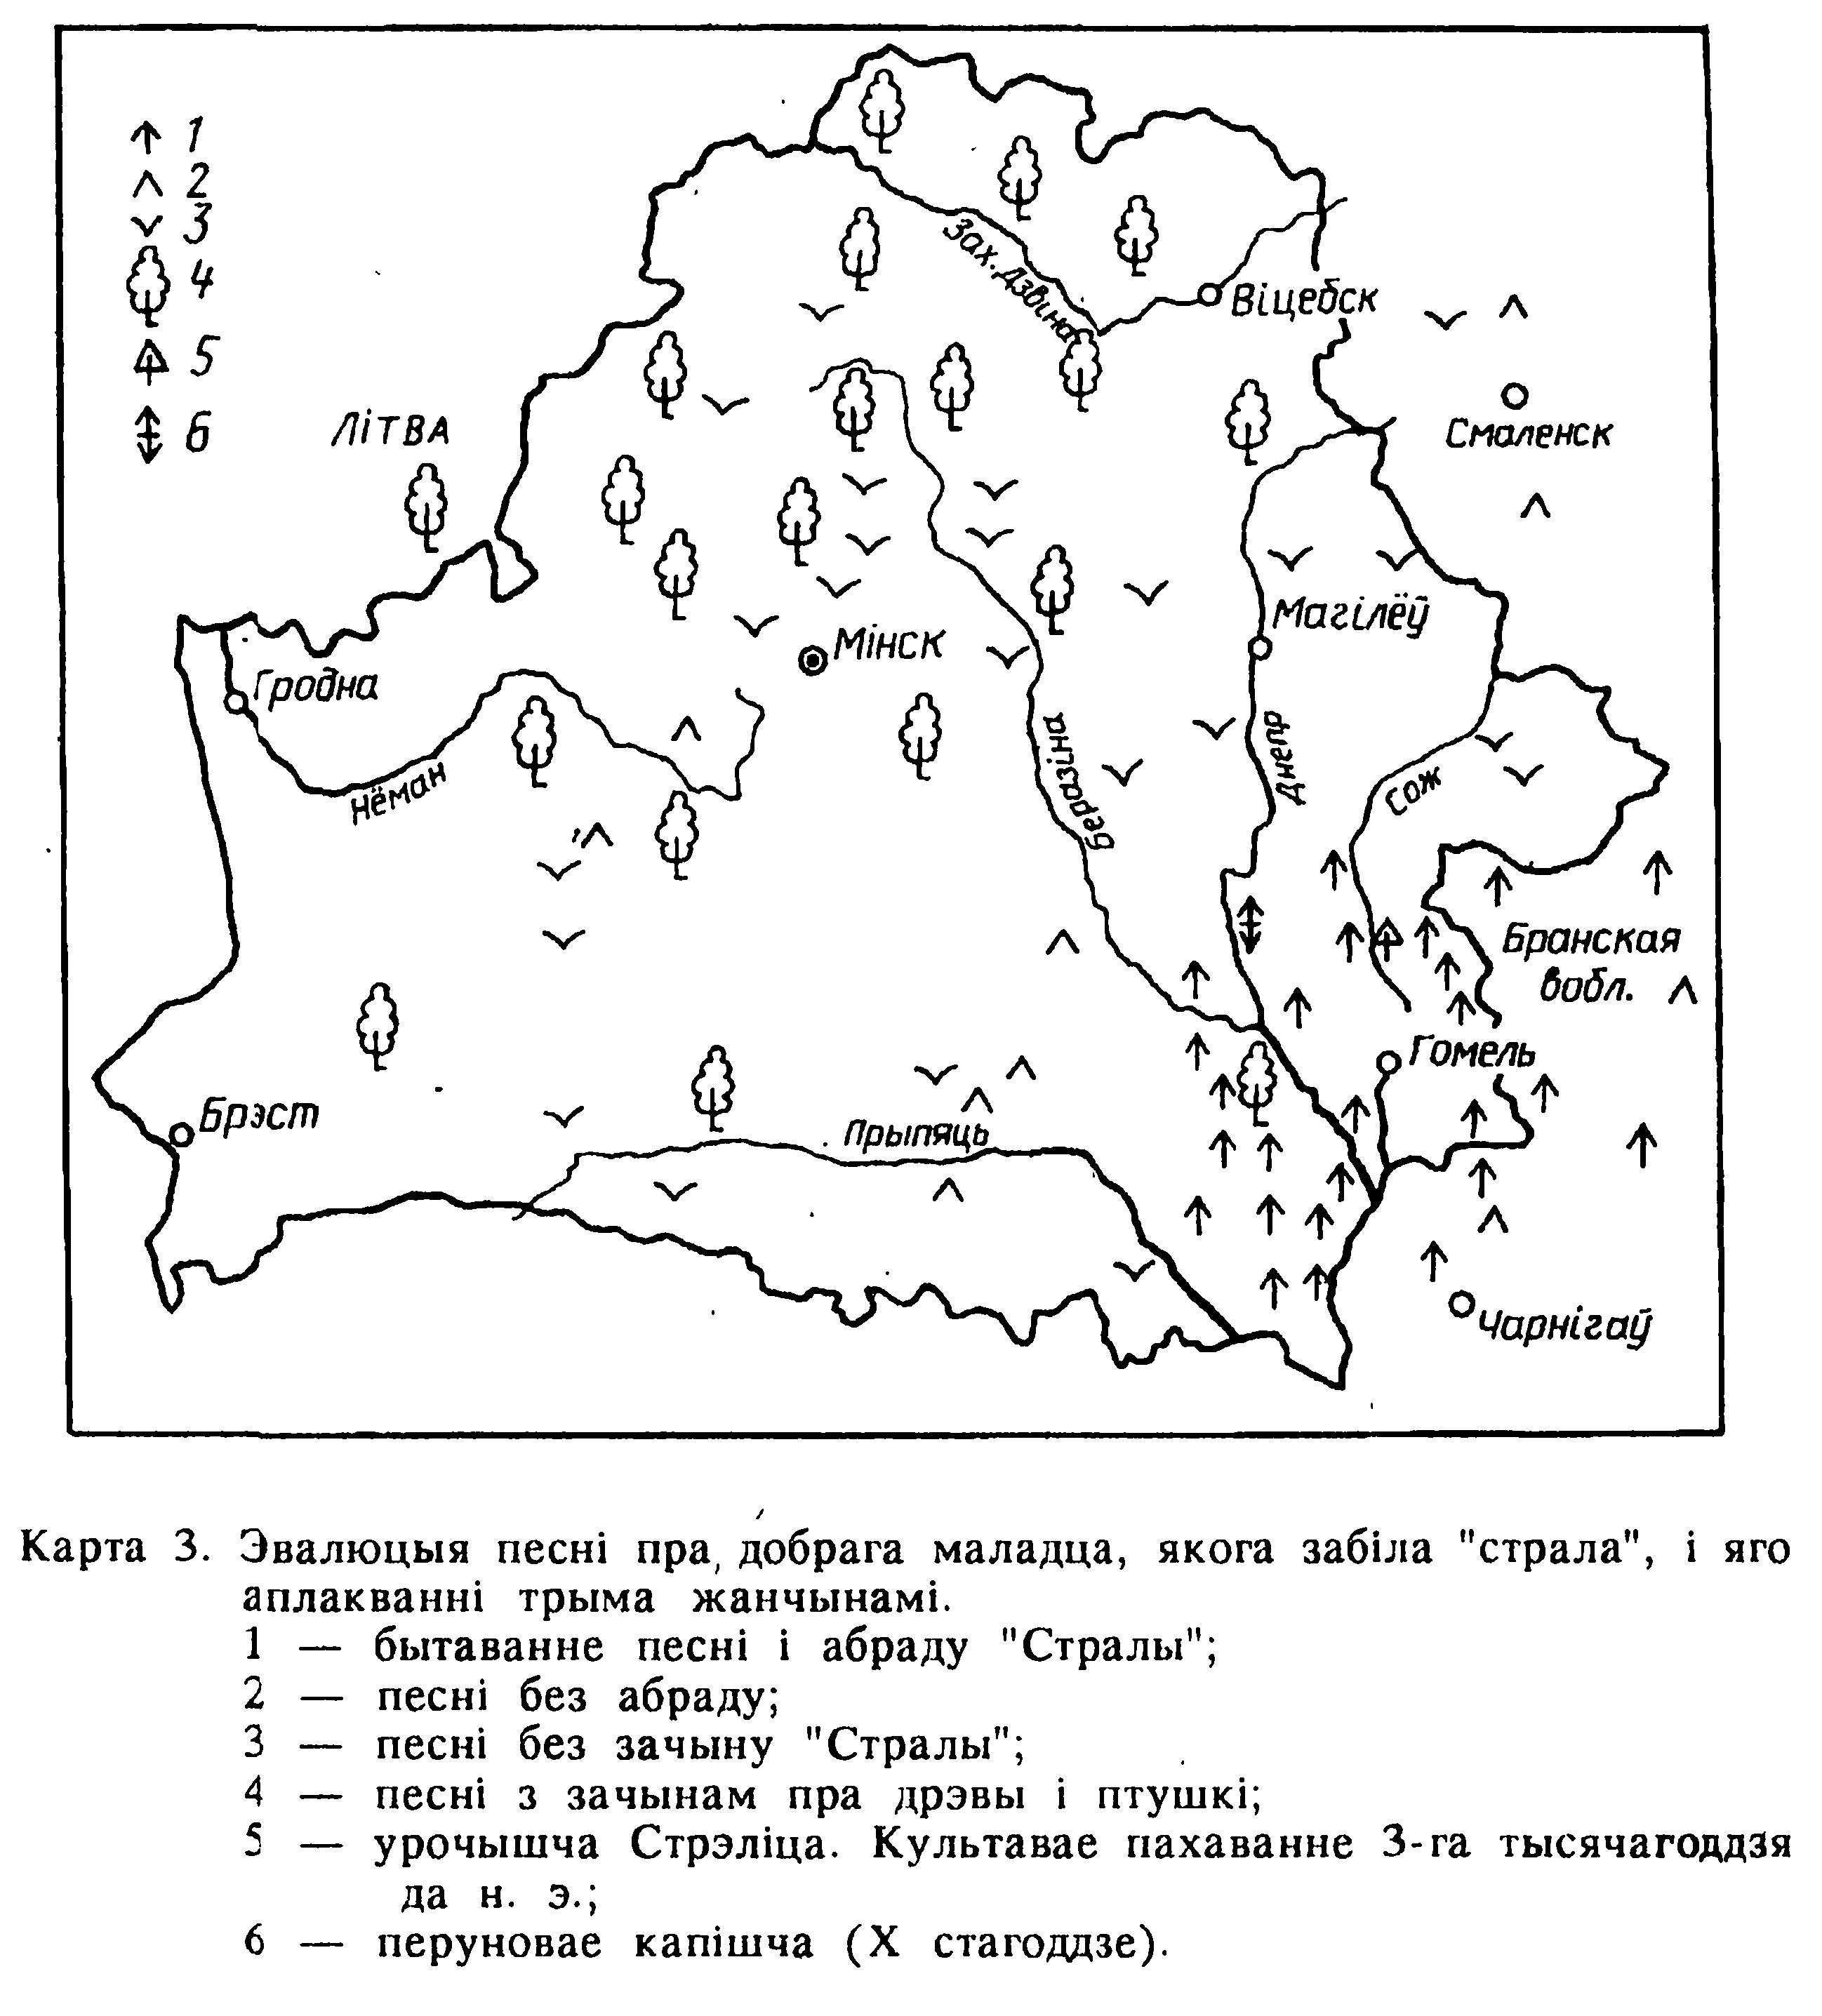 1
2
3
4
5
6
Зах. Дзвіна
Віцебск
ЛІТВА
Смаленск
Магілёў
Мінск
Гродна
Нёман
Бярэзіна
Днепр
Сож
Бранская
вобл.
Гомель
Брэст
Прыпяць
Чарнігаў
Карта 3. Эвалюцыя песні пра добрага маладца, якога забіла "страла", і яго
аплакванні трыма жанчынамі.
1 — бытаванне песні і абраду "Стралы";
2 — песні без абраду;
3 — песні без зачыну "Стралы";
4 — песні з зачынам пра дрэвы і птушкі;
5 — урочышча Стрэліца. Культавае пахаванне 3-га тысячагоддзя
да н. э.;
6 — перуновае капішча (X стагоддзе).